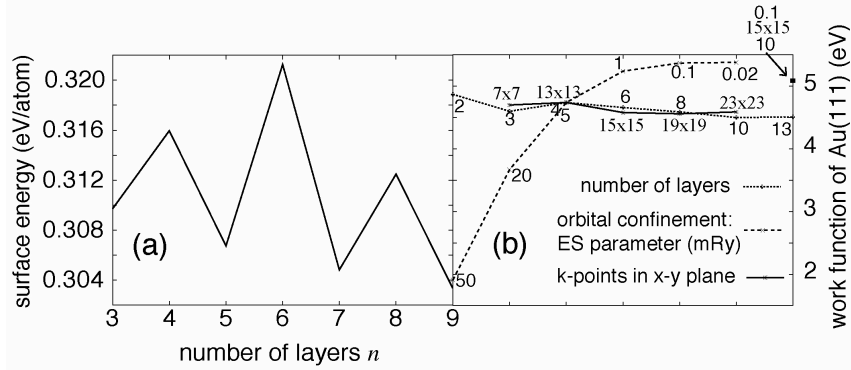 surface energy (eV/atom)
0.320
0.316
0.312
0.308
0.304
(a)
3 4 5 6 7 8 9
number of layers n
0.1
15x15
10
2
3
7x7
13x13
45
1
0.1
0.02
6
8
10
13
15x15
19x19
23x23
20
50
(b)
number of layers
orbital confinement:
ES parameter (mRy)
k-points in x-y plane
5
4
3
2
work function of Au(111) (eV)